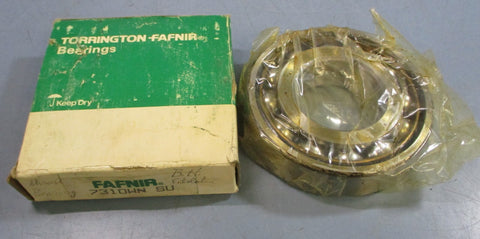 TORRINGTON-FAFNIR®
Bearings
Keep Dry
FAFNIR®
7310WN SU